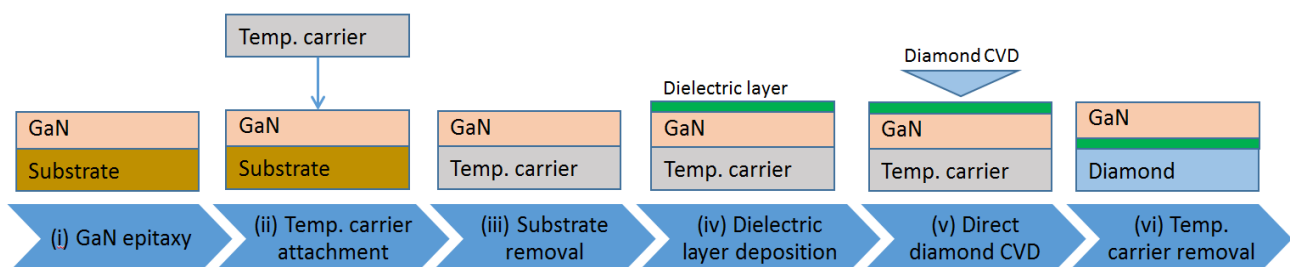 Temp. carrier
Diamond CVD
Dielectric layer
GaN
Substrate
GaN
Substrate
GaN
Temp. carrier
GaN
Temp. carrier
GaN
Temp. carrier
GaN
Diamond
(i) GaN epitaxy
(ii) Temp. carrier
attachment
(iii) Substrate
removal
(iv) Dielectric
layer deposition
(v) Direct
diamond CVD
(vi) Temp.
carrier removal